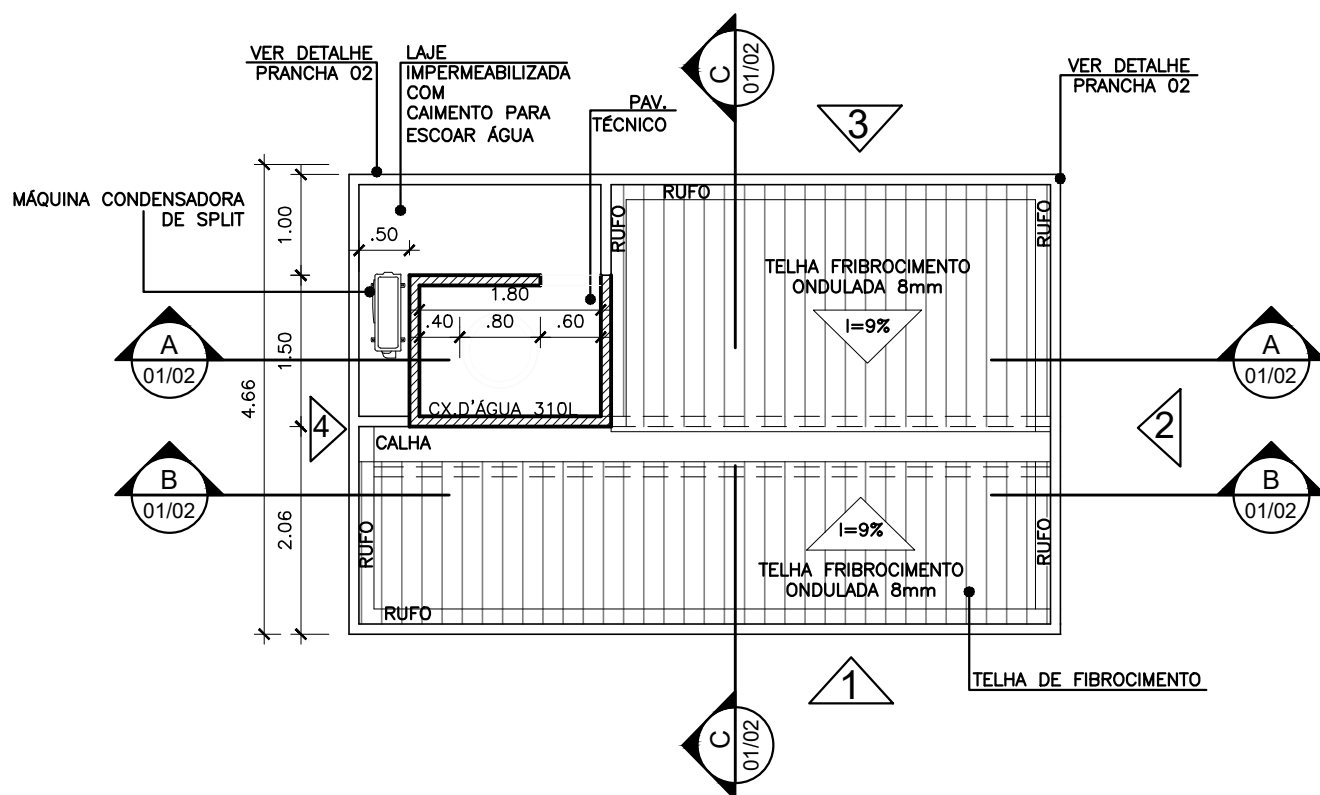 VER DETALHE
PRANCHA 02
LAJE
IMPERMEABILIZADA
COM
CAIMENTO PARA
ESCOAR ÁGUA
PAV.
TÉCNICO
C
01/02
3
VER DETALHE
PRANCHA 02
MÁQUINA CONDENSADORA
DE SPLIT
1.00
.50
RUFO
RUFO
RUFO
TELHA FRIBROCIMENTO
ONDULADA 8mm
I=9%
1.80
.40
.80
.60
A
01/02
1.50
4.66
A
01/02
CX.D'ÁGUA 310L
4
2
CALHA
B
01/02
B
01/02
2.06
RUFO
I=9%
RUFO
TELHA FRIBROCIMENTO
ONDULADA 8mm
RUFO
1
TELHA DE FIBROCIMENTO
C
01/02